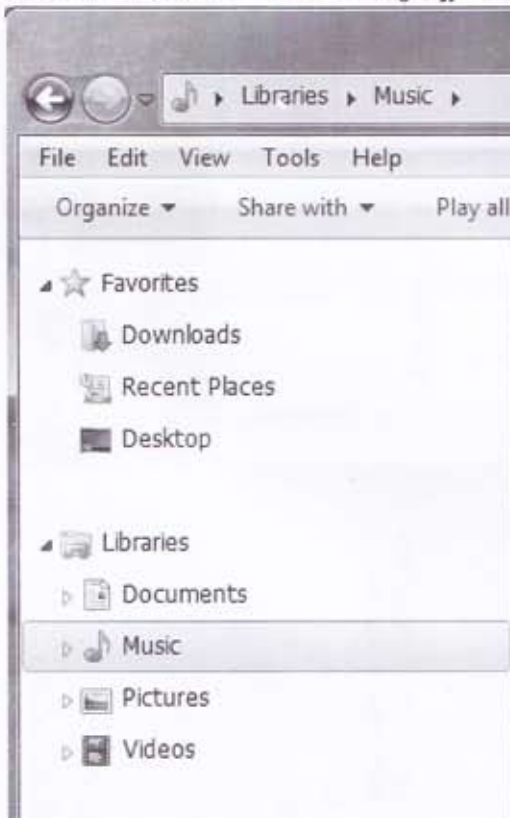 Libraries Music
File Edit View Tools Help
Organize Share with Play all
Favorites
Downloads
Recent Places
Desktop
Libraries
Documents
Music
Pictures
Videos